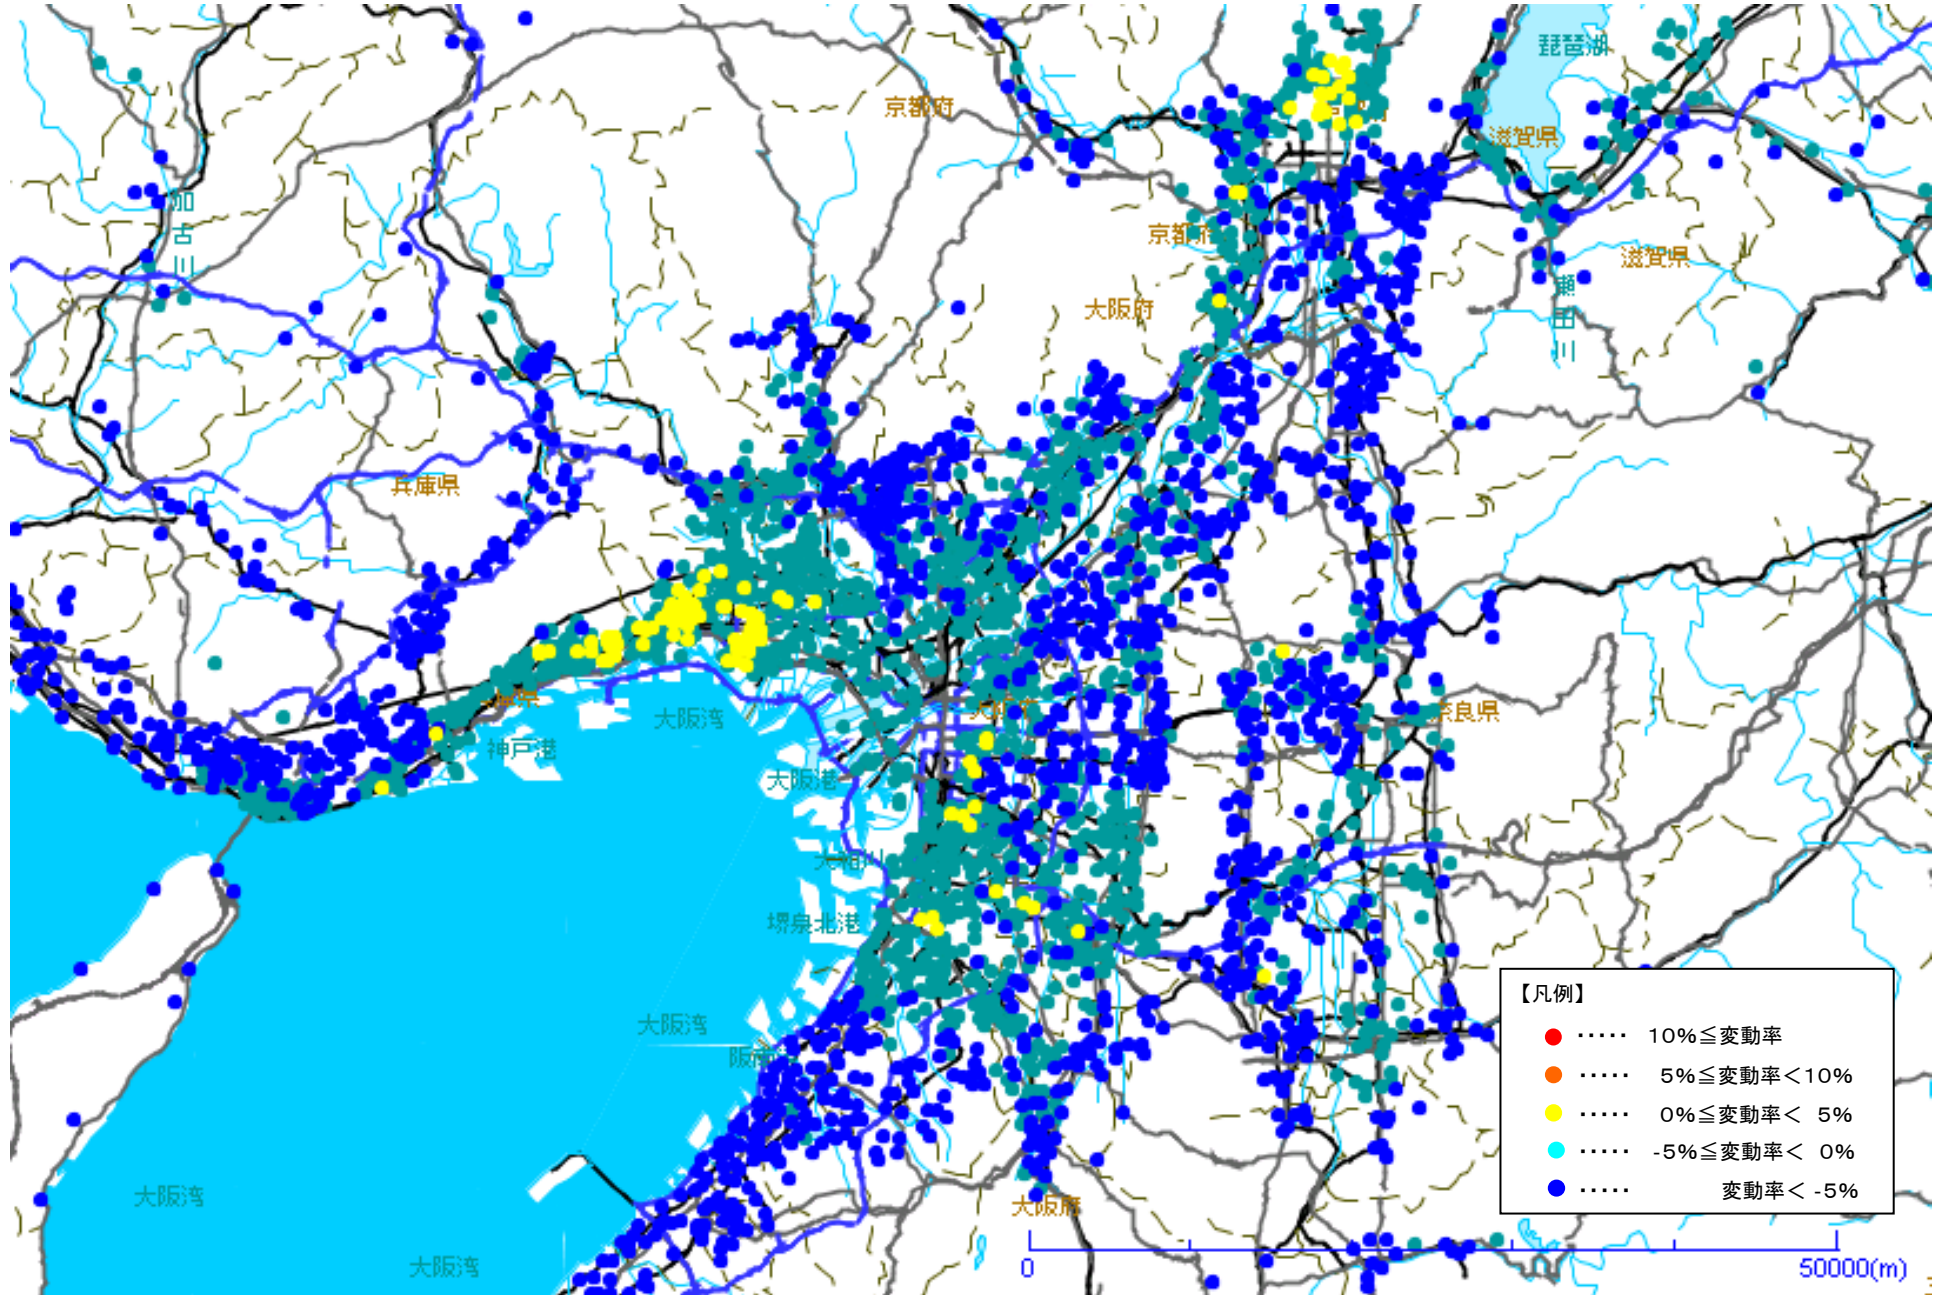 琵琶湖
京都府
滋賀県
加古川
京都府
滋賀県
大阪府
瀬田川
兵庫県
奈良県
大阪湾
神戸港
大阪港
堺泉北港
大阪湾
大阪湾
大阪府
大阪湾
【凡例】
····· 10%≦変動率
····· 5%≦変動率<10%
····· 0%≦変動率< 5%
····· -5%≦変動率< 0%
····· 変動率< -5%
0
50000(m)